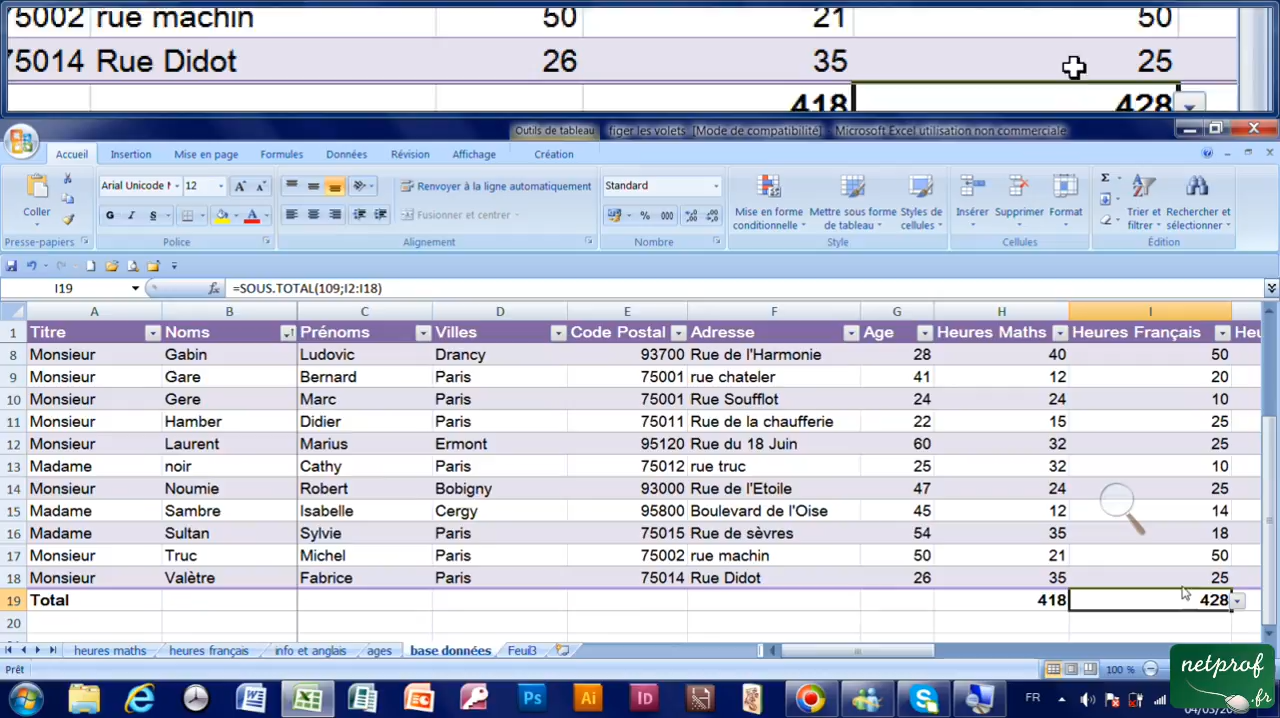 75002 rue machin 50 21 50
75014 Rue Didot 26 35 25
418 428
Outils de tableau figer les volets [Mode de compatibilité] - Microsoft Excel utilisation non commerciale
Accueil Insertion Mise en page Formules Données Révision Affichage Création
Coller
Arial Unicode M 12
Renvoyer à la ligne automatiquement
Standard
G I S
Fusionner et centrer
% 000
Mise en forme conditionnelle
Mettre sous forme de tableau
Styles de cellules
Insérer Supprimer Format
Σ
Trier et filtrer
Rechercher et sélectionner
Presse-papiers Police Alignement Nombre Style Cellules Édition
I19 fx =SOUS.TOTAL(109;I2:I18)
A B C D E F G H I
1 Titre Noms Prénoms Villes Code Postal Adresse Age Heures Maths Heures Français Heu
8 Monsieur Gabin Ludovic Drancy 93700 Rue de l'Harmonie 28 40 50
9 Monsieur Gare Bernard Paris 75001 rue chateler 41 12 20
10 Monsieur Gere Marc Paris 75001 Rue Soufflot 24 24 10
11 Monsieur Hamber Didier Paris 75011 Rue de la chaufferie 22 15 25
12 Monsieur Laurent Marius Ermont 95120 Rue du 18 Juin 60 32 25
13 Madame noir Cathy Paris 75012 rue truc 25 32 10
14 Monsieur Noumie Robert Bobigny 93000 Rue de l'Etoile 47 24 25
15 Madame Sambre Isabelle Cergy 95800 Boulevard de l'Oise 45 12 14
16 Madame Sultan Sylvie Paris 75015 Rue de sèvres 54 35 18
17 Monsieur Truc Michel Paris 75002 rue machin 50 21 50
18 Monsieur Valètre Fabrice Paris 75014 Rue Didot 26 35 25
19 Total 418 428
20
heures maths heures français info et anglais ages base données Feuil3
Prêt 100 %
netprof
.fr
W Ps Ai Id FR